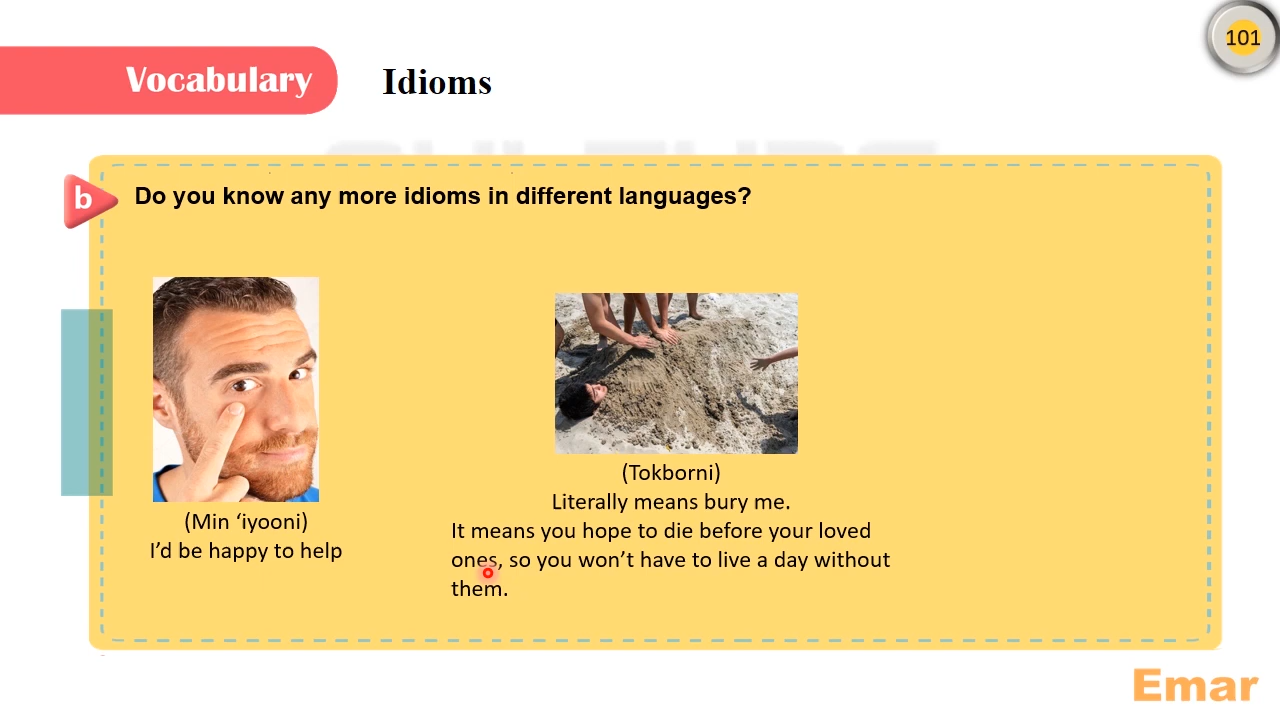 101
Vocabulary
Idioms
b
Do you know any more idioms in different languages?
(Min ‘iyooni)
I’d be happy to help
(Tokborni)
Literally means bury me.
It means you hope to die before your loved
ones, so you won’t have to live a day without
them.
Emar